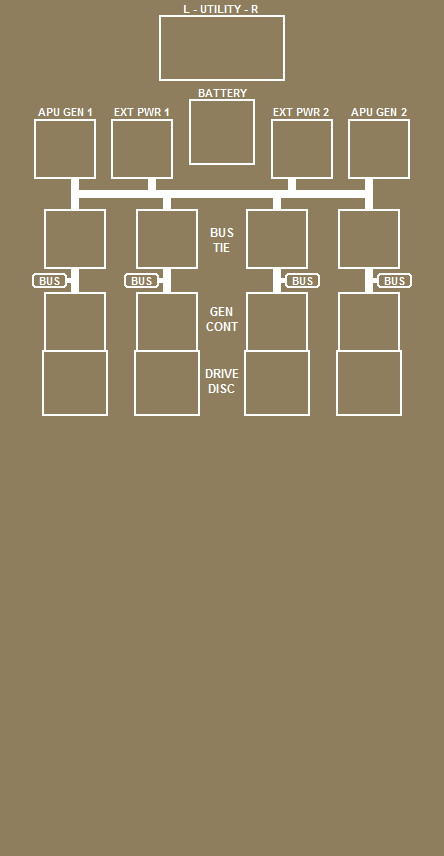 L - UTILITY - R
BATTERY
APU GEN 1
EXT PWR 1
EXT PWR 2
APU GEN 2
BUS
TIE
BUS
BUS
BUS
BUS
GEN
CONT
DRIVE
DISC